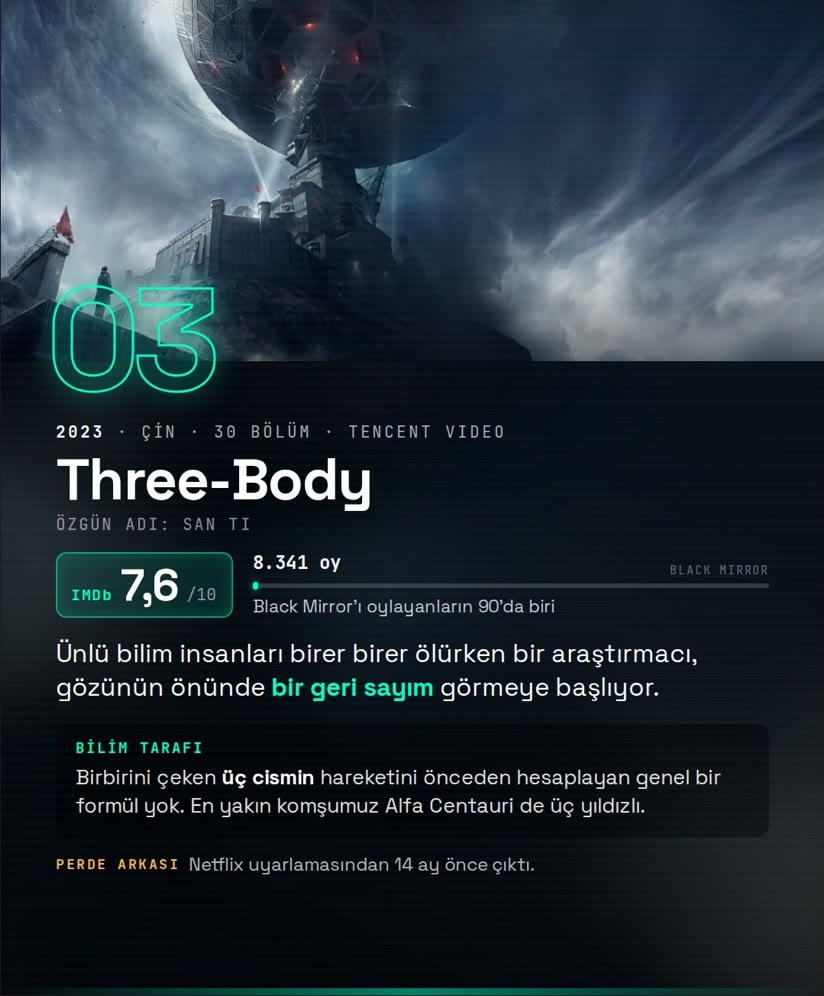 03
2023 · ÇİN · 30 BÖLÜM · TENCENT VIDEO
Three-Body
ÖZGÜN ADI: SAN TI
IMDb 7,6 /10
8.341 oy
BLACK MIRROR
Black Mirror'ı oylayanların 90'da biri
Ünlü bilim insanları birer birer ölürken bir araştırmacı,
gözünün önünde bir geri sayım görmeye başlıyor.
BİLİM TARAFI
Birbirini çeken üç cismin hareketini önceden hesaplayan genel bir
formül yok. En yakın komşumuz Alfa Centauri de üç yıldızlı.
PERDE ARKASI Netflix uyarlamasından 14 ay önce çıktı.